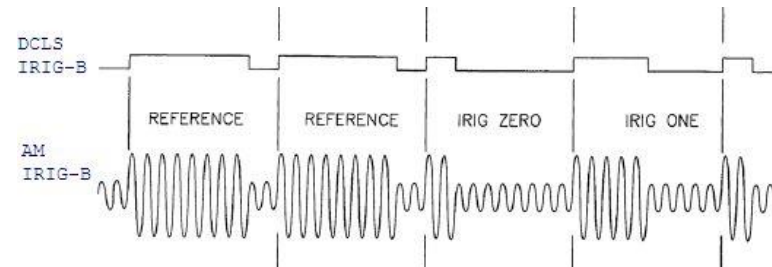 DCLS
IRIG-B
REFERENCE REFERENCE IRIG ZERO IRIG ONE
AM
IRIG-B